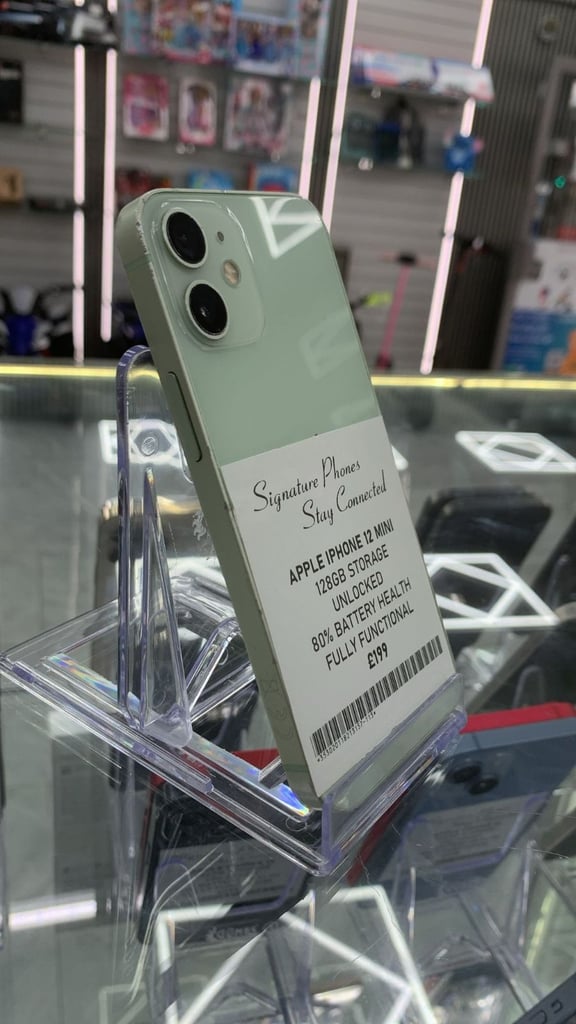 Signature Phones
Stay Connected
APPLE IPHONE 12 MINI
128GB STORAGE
UNLOCKED
80% BATTERY HEALTH
FULLY FUNCTIONAL
£199